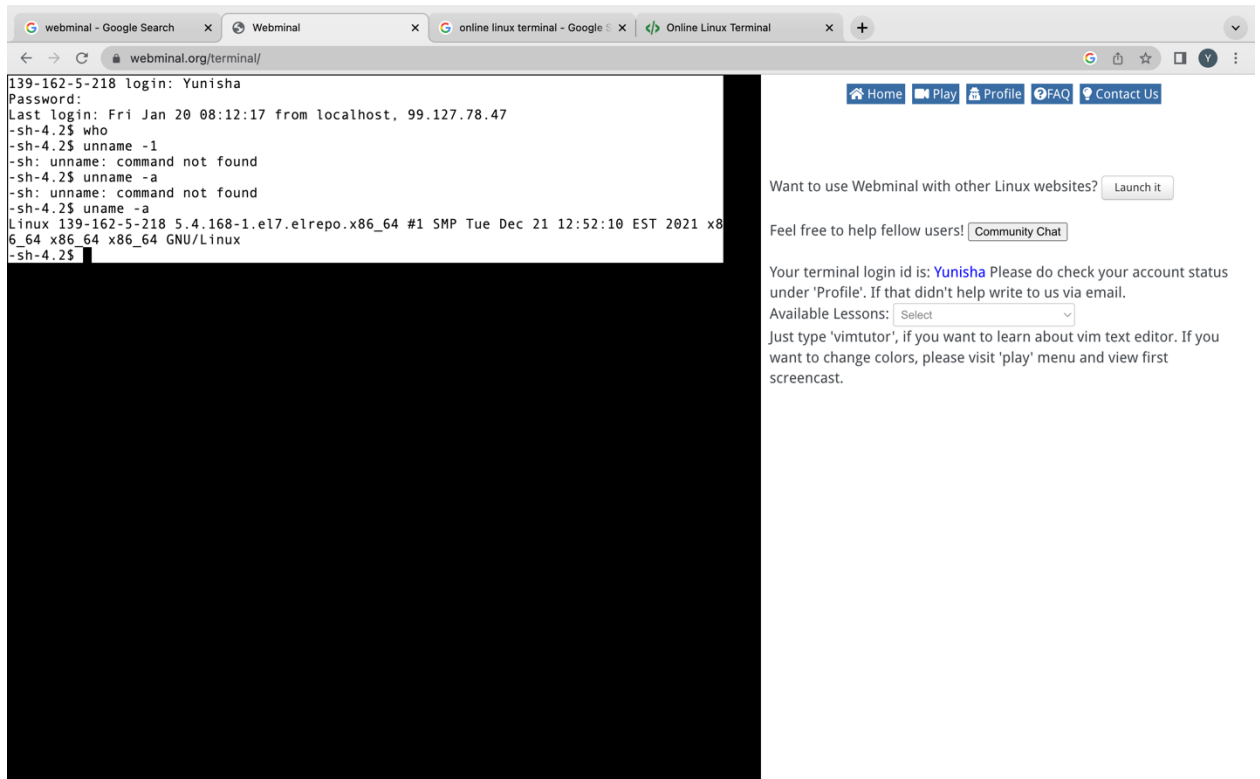 webminal - Google Search
Webminal
online linux terminal - Google S
Online Linux Terminal
webminal.org/terminal/
Y
139-162-5-218 login: Yunisha
Password:
Last login: Fri Jan 20 08:12:17 from localhost, 99.127.78.47
-sh-4.2$ who
-sh-4.2$ unname -1
-sh: unname: command not found
-sh-4.2$ unname -a
-sh: unname: command not found
-sh-4.2$ uname -a
Linux 139-162-5-218 5.4.168-1.el7.elrepo.x86_64 #1 SMP Tue Dec 21 12:52:10 EST 2021 x8
6_64 x86_64 x86_64 GNU/Linux
-sh-4.2$
Home Play Profile FAQ Contact Us
Want to use Webminal with other Linux websites? Launch it
Feel free to help fellow users! Community Chat
Your terminal login id is: Yunisha Please do check your account status
under 'Profile'. If that didn't help write to us via email.
Available Lessons: Select
Just type 'vimtutor', if you want to learn about vim text editor. If you
want to change colors, please visit 'play' menu and view first
screencast.